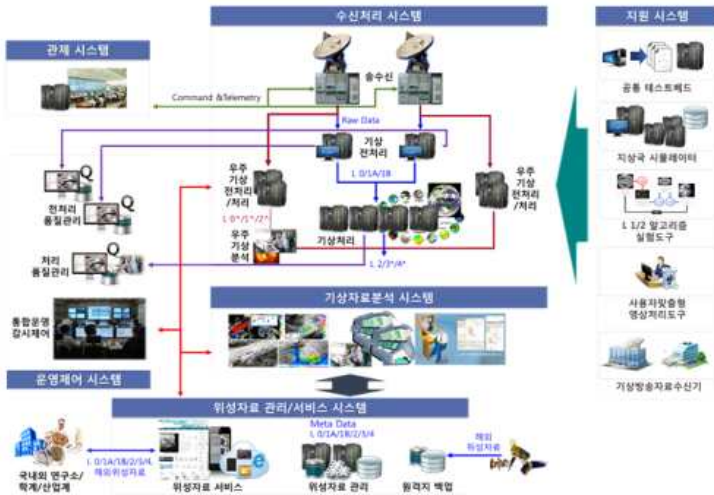 수신처리 시스템
지원 시스템
관제 시스템
송수신
Command &Telemetry
공통 테스트베드
Raw Data
기상
전처리
Q
우주
기상
전처리
/처리
L 0/1A/1B
우주
기상
전처리
/처리
지상국 시뮬레이터
전처리
품질관리
Q
L 0*/1*/2*
우주
기상
분석
기상처리
L 1/2 알고리즘
실험도구
Q
처리
품질관리
L 2/3*/4*
통합운영
감시제어
기상자료분석 시스템
사용자맞춤형
영상처리도구
운영제어 시스템
기상방송자료수신기
위성자료 관리/서비스 시스템
Meta Data
L 0/1A/1B/2/3/4
해외
위성자료
국내외 연구소/
학계/산업계
L 0/1A/1B/2/3/4,
해외위성자료
위성자료 서비스
위성자료 관리
원격지 백업